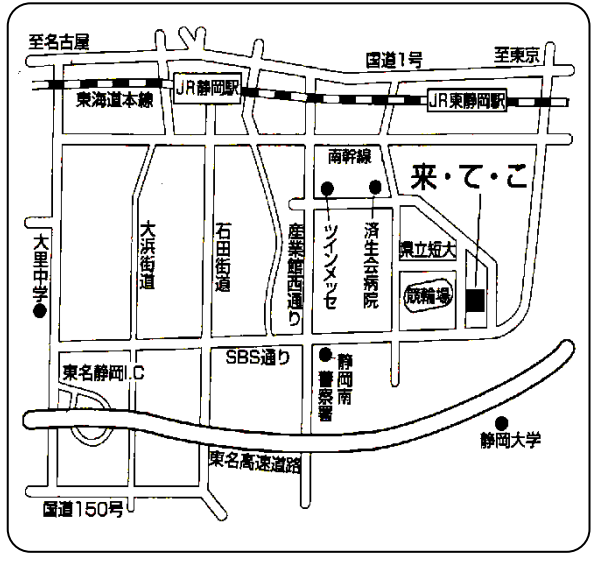 至名古屋
国道1号
至東京
東海道本線
JR静岡駅
JR東静岡駅
南幹線
来・て・こ
大里中学
大浜街道
石田街道
産業館西通り
ツインメッセ
済生会病院
県立短大
競輪場
SBS通り
東名静岡I.C
静岡南
警察署
静岡大学
東名高速道路
国道150号